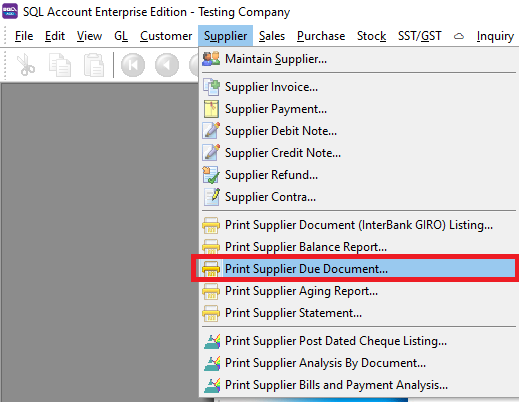 SQL Account Enterprise Edition - Testing Company
File Edit View GL Customer Supplier Sales Purchase Stock SST/GST Inquiry
Maintain Supplier...
Supplier Invoice...
Supplier Payment...
Supplier Debit Note...
Supplier Credit Note...
Supplier Refund...
Supplier Contra...
Print Supplier Document (InterBank GIRO) Listing...
Print Supplier Balance Report...
Print Supplier Due Document...
Print Supplier Aging Report...
Print Supplier Statement...
Print Supplier Post Dated Cheque Listing...
Print Supplier Analysis By Document...
Print Supplier Bills and Payment Analysis...